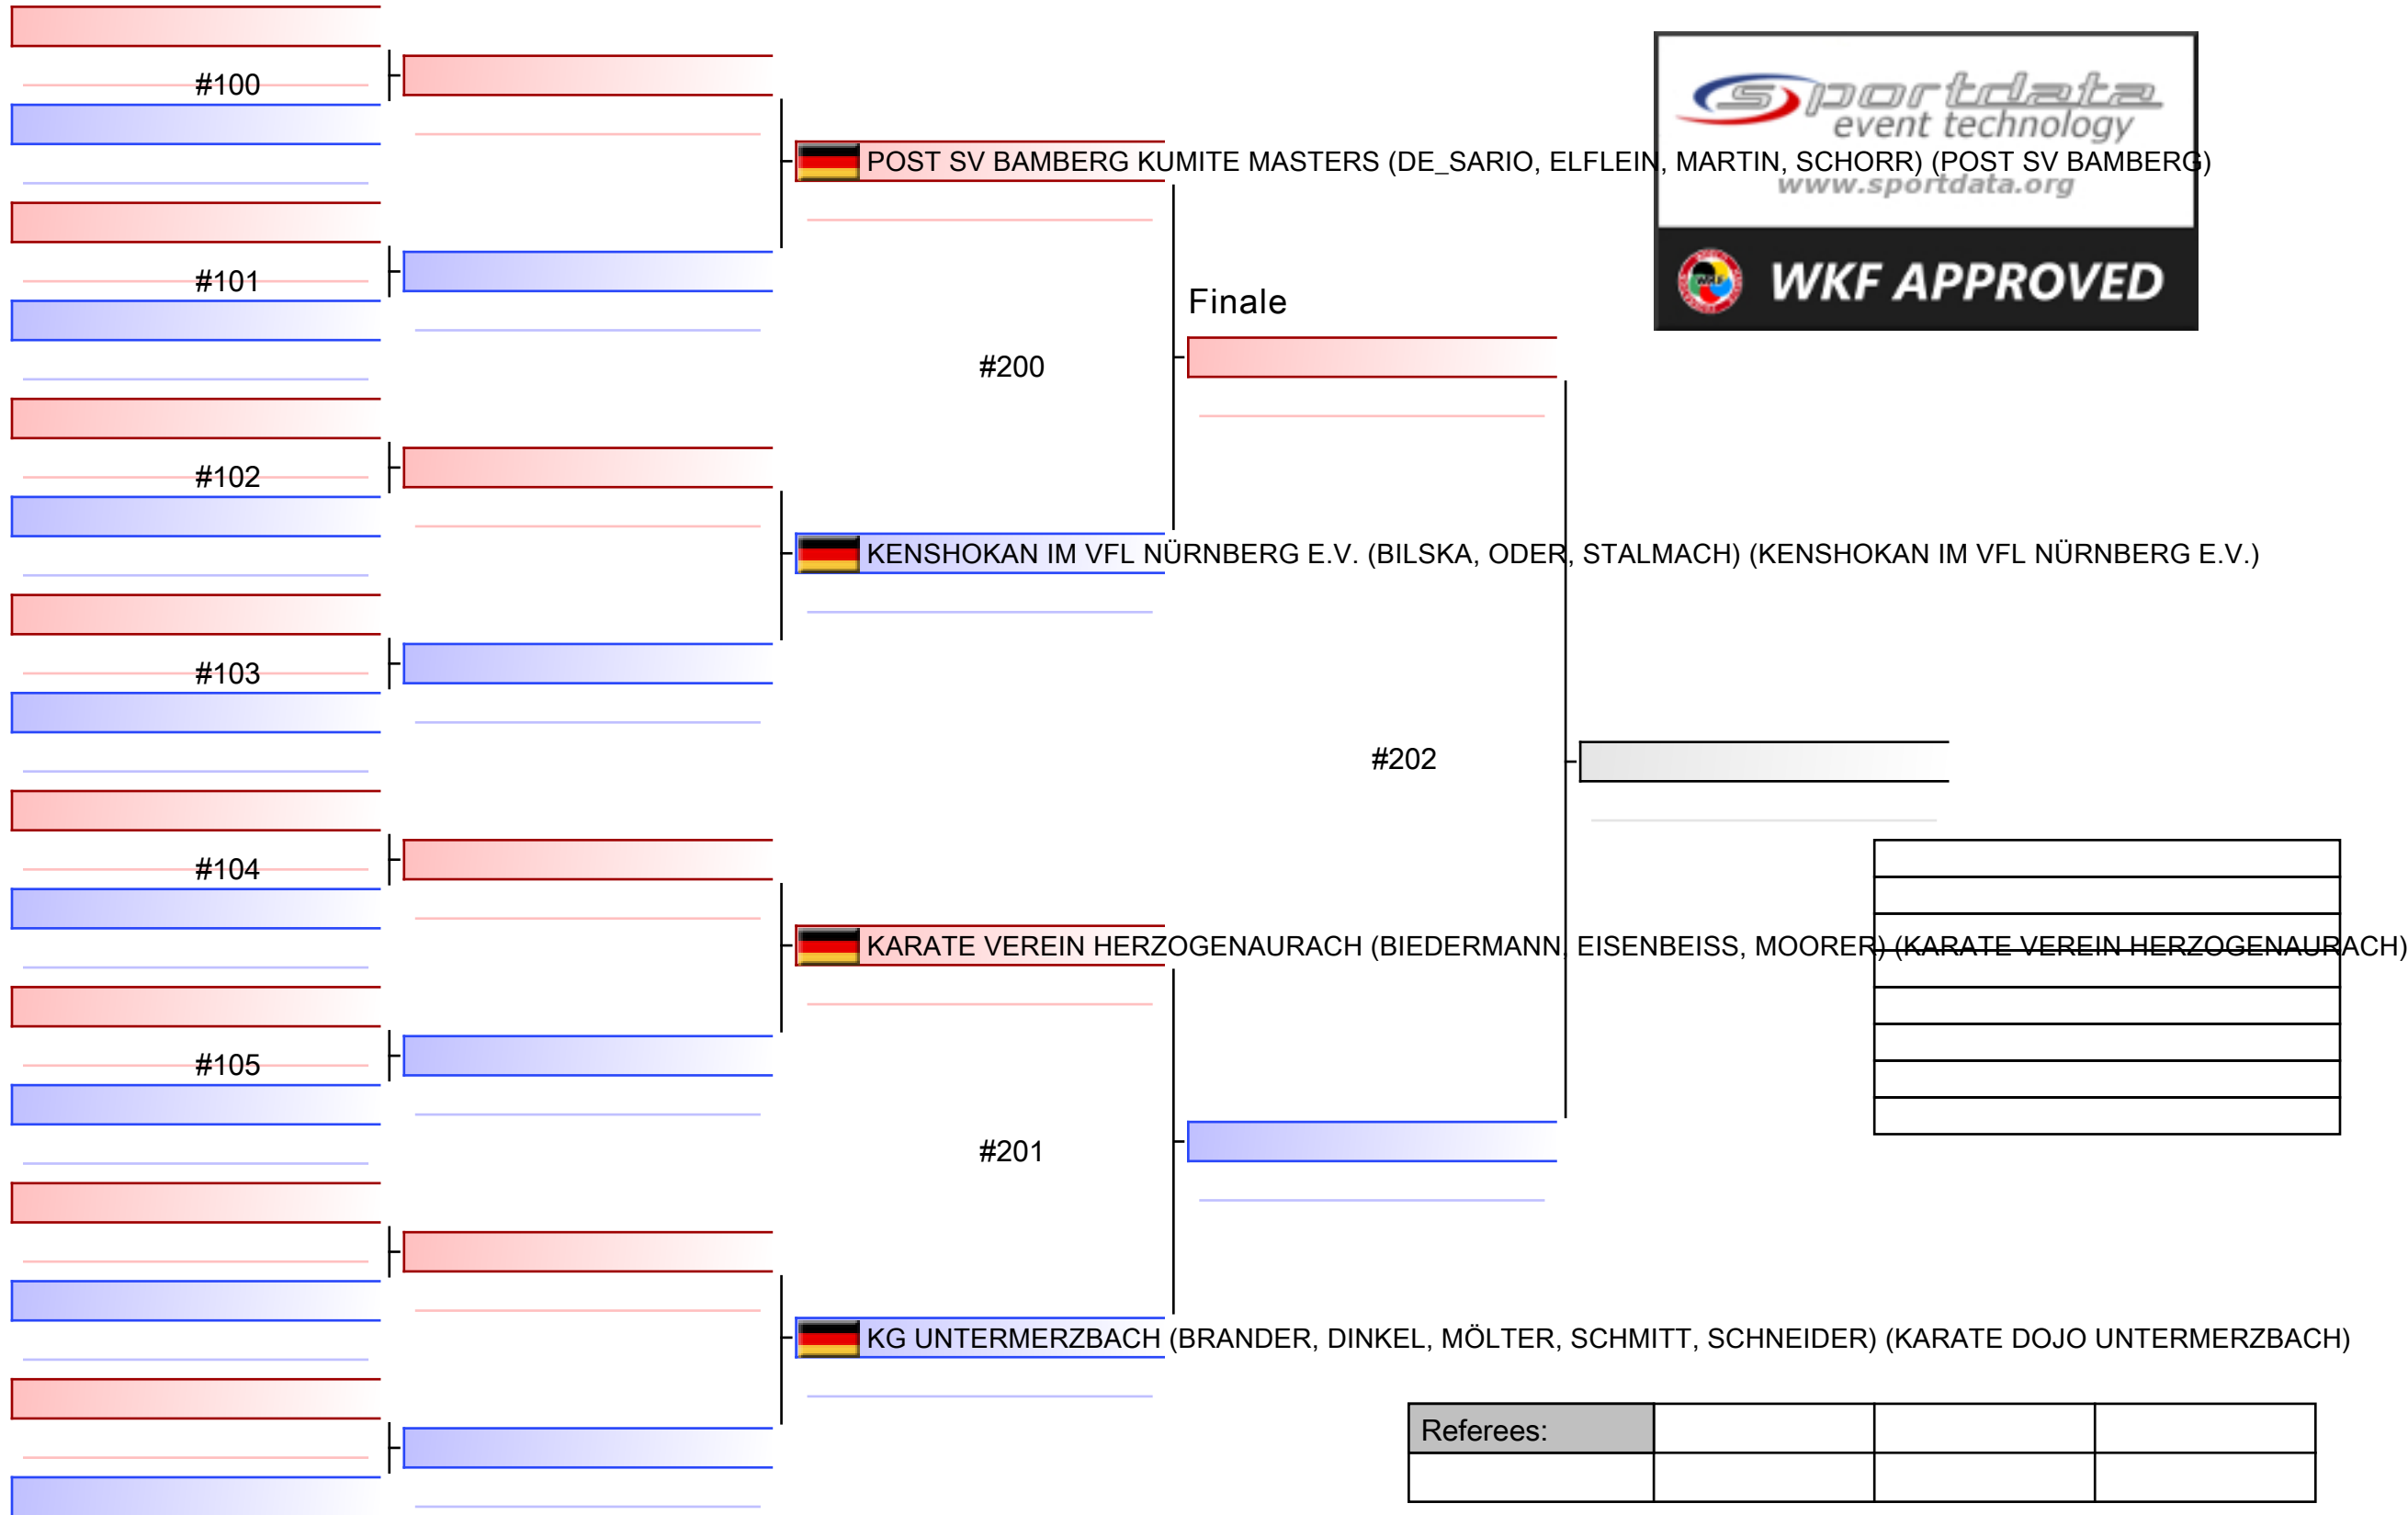 #100
#101
#102
#103
#104
#105
POST SV BAMBERG KUMITE MASTERS (DE_SARIO, ELFLEIN, MARTIN, SCHORR) (POST SV BAMBERG)
#200
KENSHOKAN IM VFL NÜRNBERG E.V. (BILSKA, ODER, STALMACH) (KENSHOKAN IM VFL NÜRNBERG E.V.)
KARATE VEREIN HERZOGENAURACH (BIEDERMANN, EISENBEISS, MOORER) (KARATE VEREIN HERZOGENAURACH)
#201
KG UNTERMERZBACH (BRANDER, DINKEL, MÖLTER, SCHMITT, SCHNEIDER) (KARATE DOJO UNTERMERZBACH)
Finale
#202
sportdata
event technology
www.sportdata.org
WKF
WKF APPROVED
Referees: